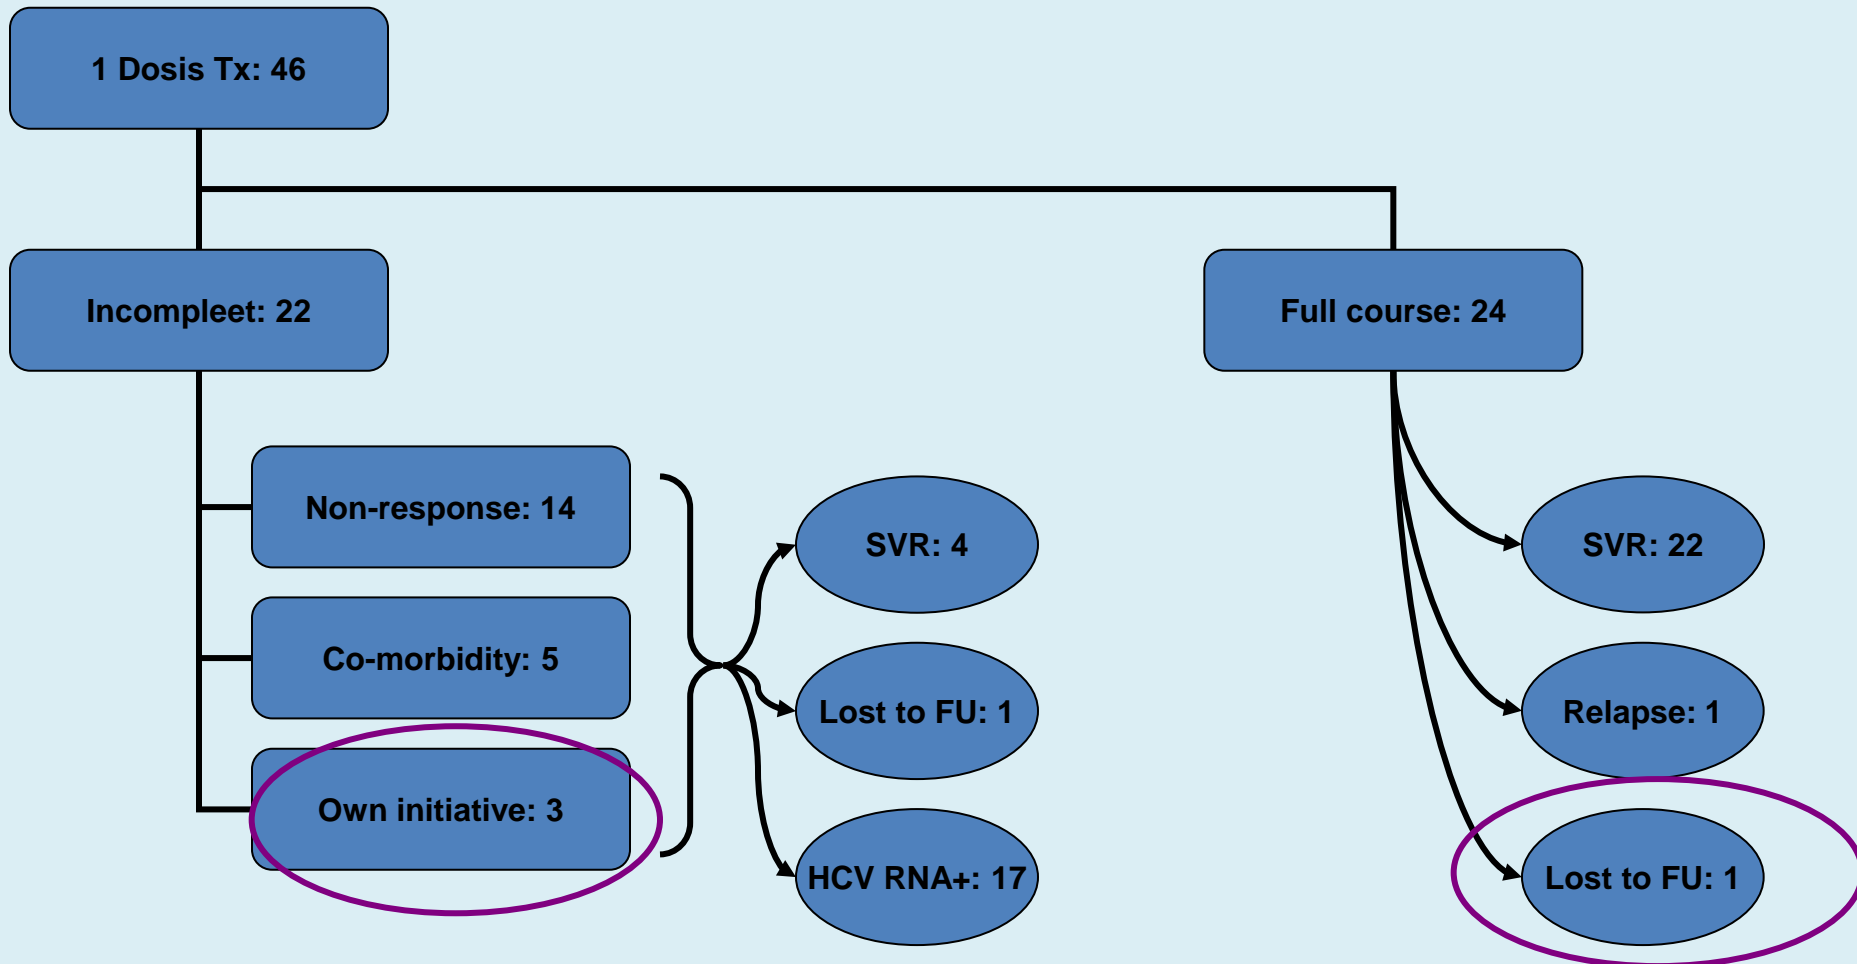 1 Dosis Tx: 46
Incompleet: 22
Full course: 24
Non-response: 14
Co-morbidity: 5
Own initiative: 3
SVR: 4
Lost to FU: 1
HCV RNA+: 17
SVR: 22
Relapse: 1
Lost to FU: 1